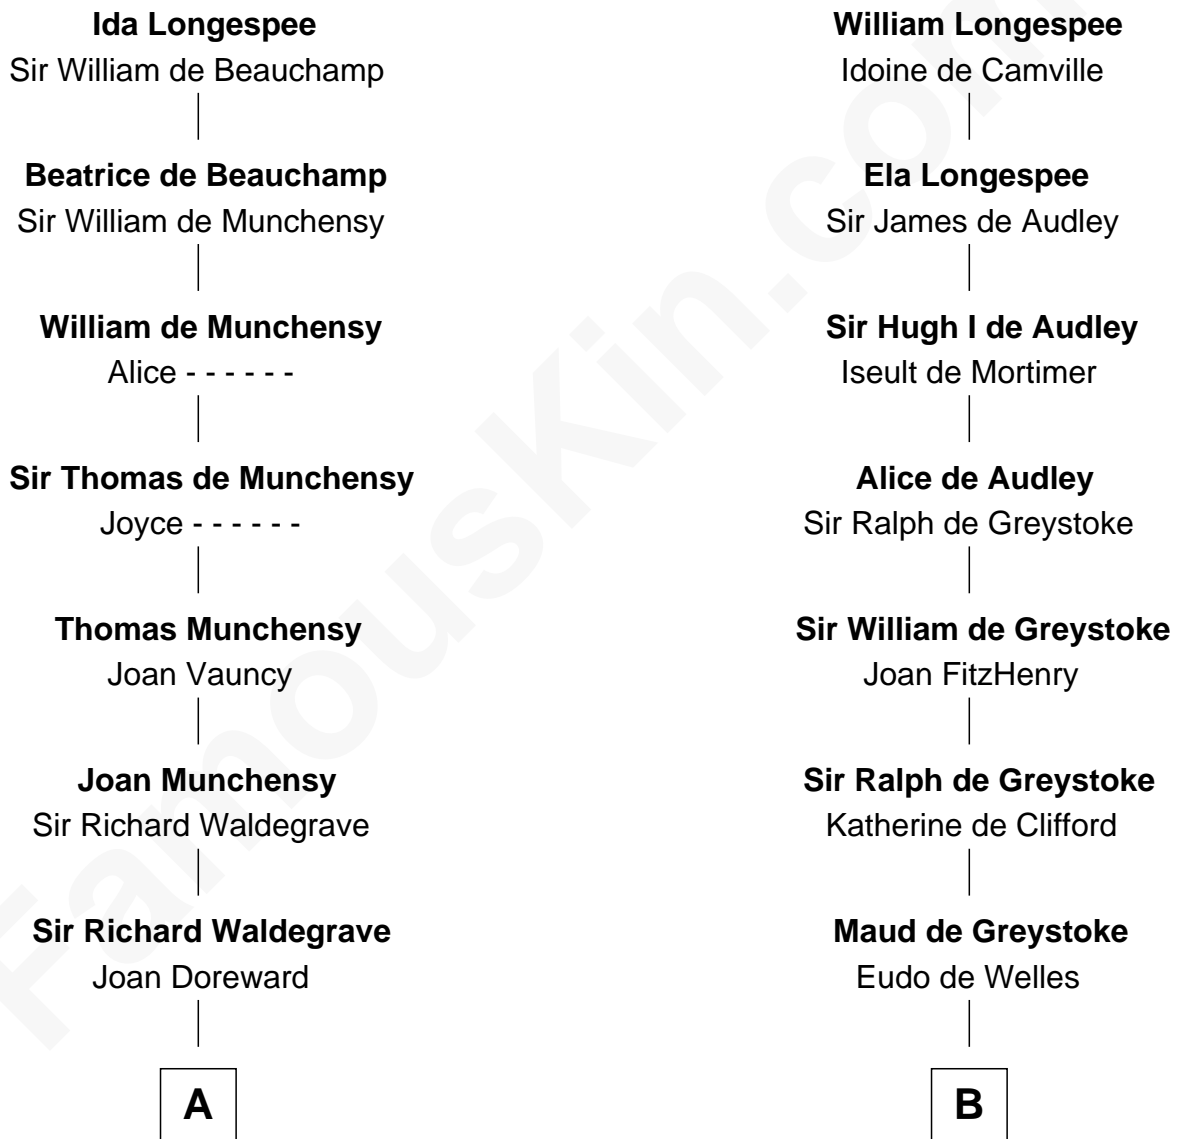 Ida Longespee
Sir William de Beauchamp
Beatrice de Beauchamp
Sir William de Munchensy
William de Munchensy
Alice - - - - - -
Sir Thomas de Munchensy
Joyce - - - - - -
Thomas Munchensy
Joan Vauncy
Joan Munchensy
Sir Richard Waldegrave
Sir Richard Waldegrave
Joan Doreward
A
William Longespee
Idoine de Camville
Ela Longespee
Sir James de Audley
Sir Hugh I de Audley
Iseult de Mortimer
Alice de Audley
Sir Ralph de Greystoke
Sir William de Greystoke
Joan FitzHenry
Sir Ralph de Greystoke
Katherine de Clifford
Maud de Greystoke
Eudo de Welles
B
FamousKin.com